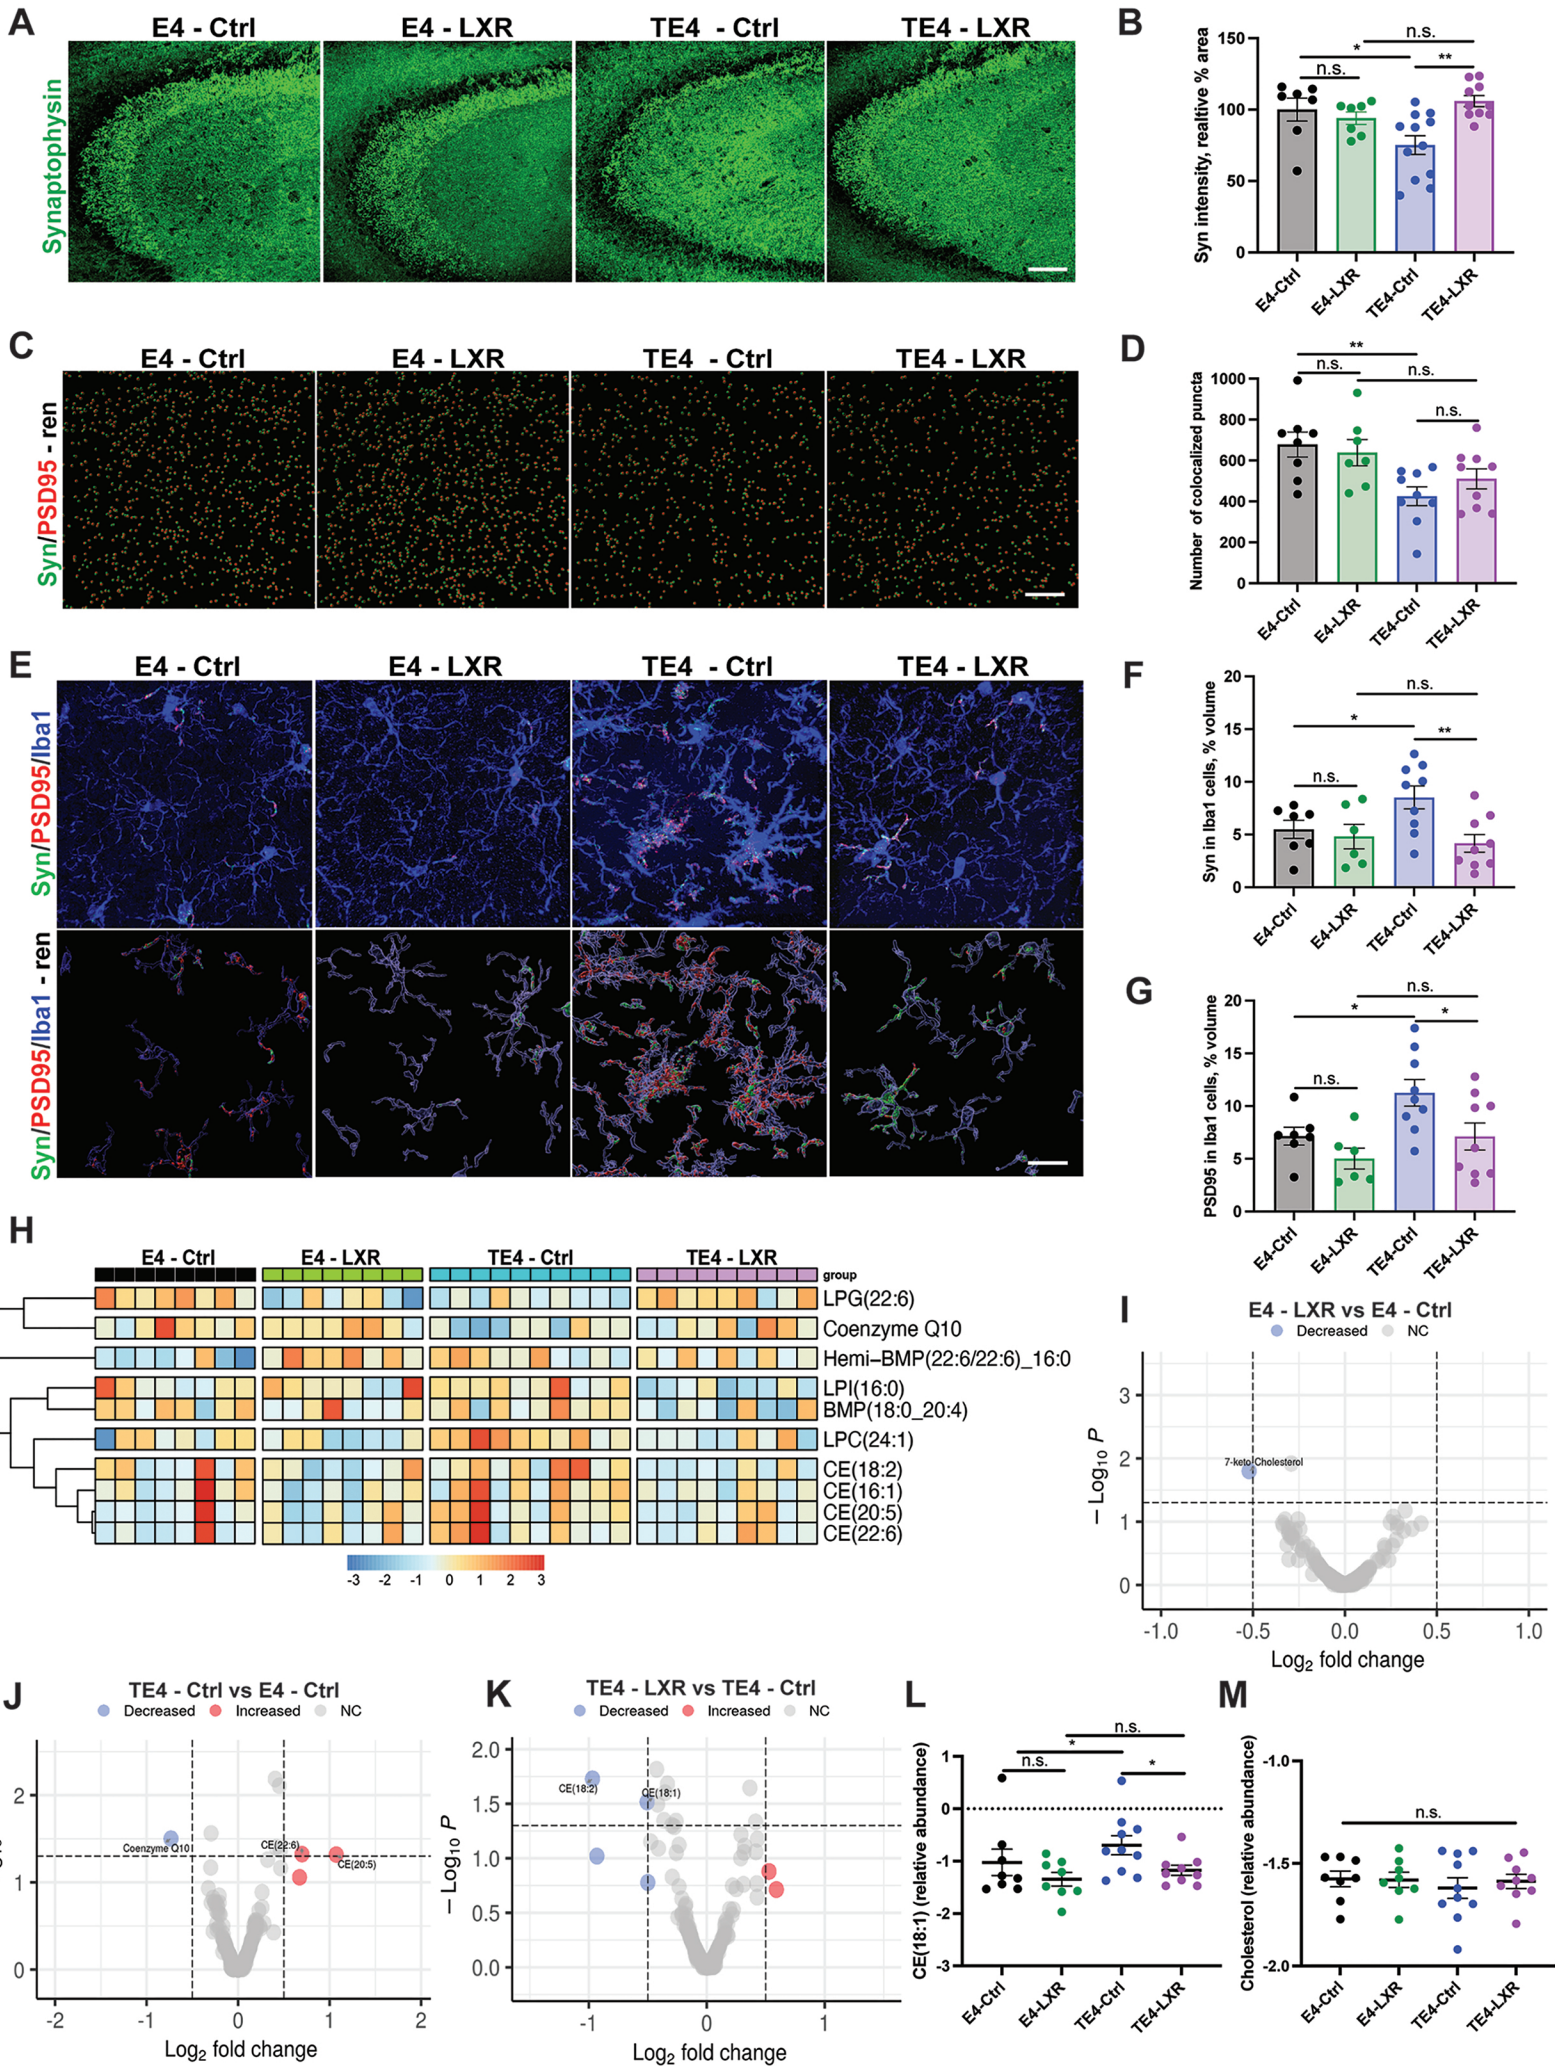 A
E4 - Ctrl
E4 - LXR
TE4 - Ctrl
TE4 - LXR
Synaptophysin
B
Syn intensity, realtive % area
150
100
50
0
n.s.
*
**
n.s.
E4-Ctrl
E4-LXR
TE4-Ctrl
TE4-LXR
C
E4 - Ctrl
E4 - LXR
TE4 - Ctrl
TE4 - LXR
Syn/PSD95 - ren
D
Number of colocalized puncta
1000
800
600
400
200
0
**
n.s.
n.s.
n.s.
E4-Ctrl
E4-LXR
TE4-Ctrl
TE4-LXR
E
E4 - Ctrl
E4 - LXR
TE4 - Ctrl
TE4 - LXR
Syn/PSD95/Iba1
Syn/PSD95/Iba1 - ren
F
Syn in Iba1 cells, % volume
20
15
10
5
0
n.s.
*
**
n.s.
E4-Ctrl
E4-LXR
TE4-Ctrl
TE4-LXR
G
PSD95 in Iba1 cells, % volume
20
15
10
5
0
n.s.
*
*
n.s.
E4-Ctrl
E4-LXR
TE4-Ctrl
TE4-LXR
H
E4 - Ctrl
E4 - LXR
TE4 - Ctrl
TE4 - LXR
group
LPG(22:6)
Coenzyme Q10
Hemi−BMP(22:6/22:6)_16:0
LPI(16:0)
BMP(18:0_20:4)
LPC(24:1)
CE(18:2)
CE(16:1)
CE(20:5)
CE(22:6)
-3 -2 -1 0 1 2 3
I
E4 - LXR vs E4 - Ctrl
Decreased NC
− Log10 P
3
2
1
0
7-keto-Cholesterol
-1.0 -0.5 0.0 0.5 1.0
Log2 fold change
J
TE4 - Ctrl vs E4 - Ctrl
Decreased Increased NC
2
1
0
Coenzyme Q10
CE(22:6)
CE(20:5)
-2 -1 0 1 2
Log2 fold change
K
TE4 - LXR vs TE4 - Ctrl
Decreased Increased NC
− Log10 P
2.0
1.5
1.0
0.5
0.0
CE(18:2)
CE(18:1)
-1 0 1
Log2 fold change
L
CE(18:1) (relative abundance)
1
0
-1
-2
-3
n.s.
*
n.s.
*
E4-Ctrl
E4-LXR
TE4-Ctrl
TE4-LXR
M
Cholesterol (relative abundance)
-1.0
-1.5
-2.0
n.s.
E4-Ctrl
E4-LXR
TE4-Ctrl
TE4-LXR